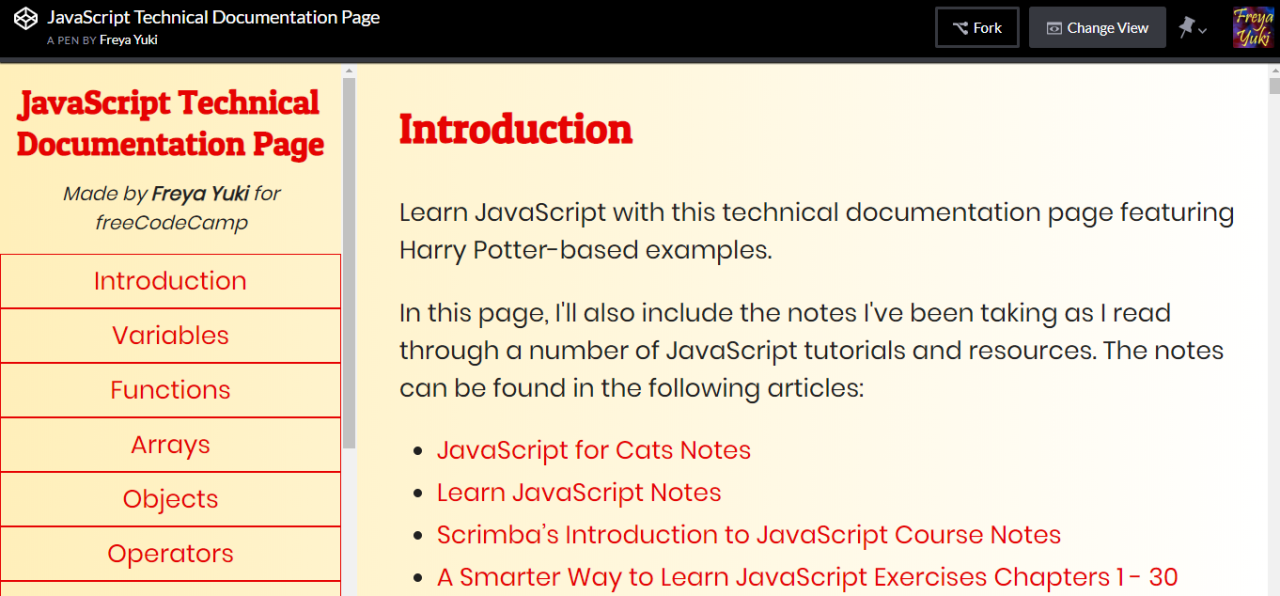 JavaScript Technical Documentation Page
A PEN BY Freya Yuki
Fork
Change View
Freya
Yuki
JavaScript Technical
Documentation Page
Made by Freya Yuki for
freeCodeCamp
Introduction
Variables
Functions
Arrays
Objects
Operators
Introduction
Learn JavaScript with this technical documentation page featuring
Harry Potter-based examples.
In this page, I'll also include the notes I've been taking as I read
through a number of JavaScript tutorials and resources. The notes
can be found in the following articles:
JavaScript for Cats Notes
Learn JavaScript Notes
Scrimba’s Introduction to JavaScript Course Notes
A Smarter Way to Learn JavaScript Exercises Chapters 1 - 30